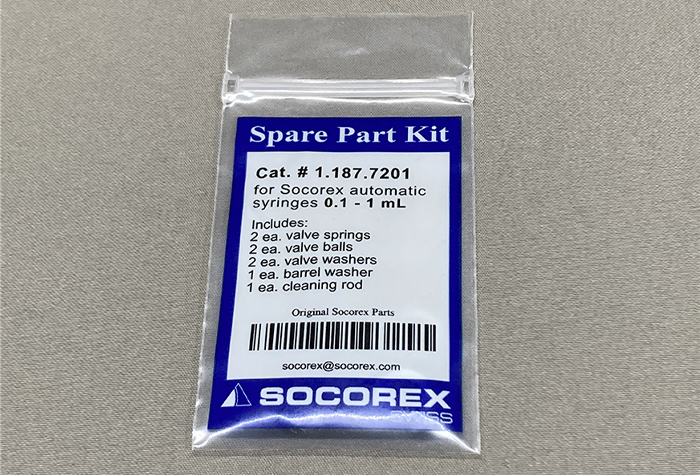 Spare Part Kit
Cat. # 1.187.7201
for Socorex automatic
syringes 0.1 - 1 mL
Includes:
2 ea. valve springs
2 ea. valve balls
2 ea. valve washers
1 ea. barrel washer
1 ea. cleaning rod
Original Socorex Parts
socorex@socorex.com
SOCOREX
SWISS